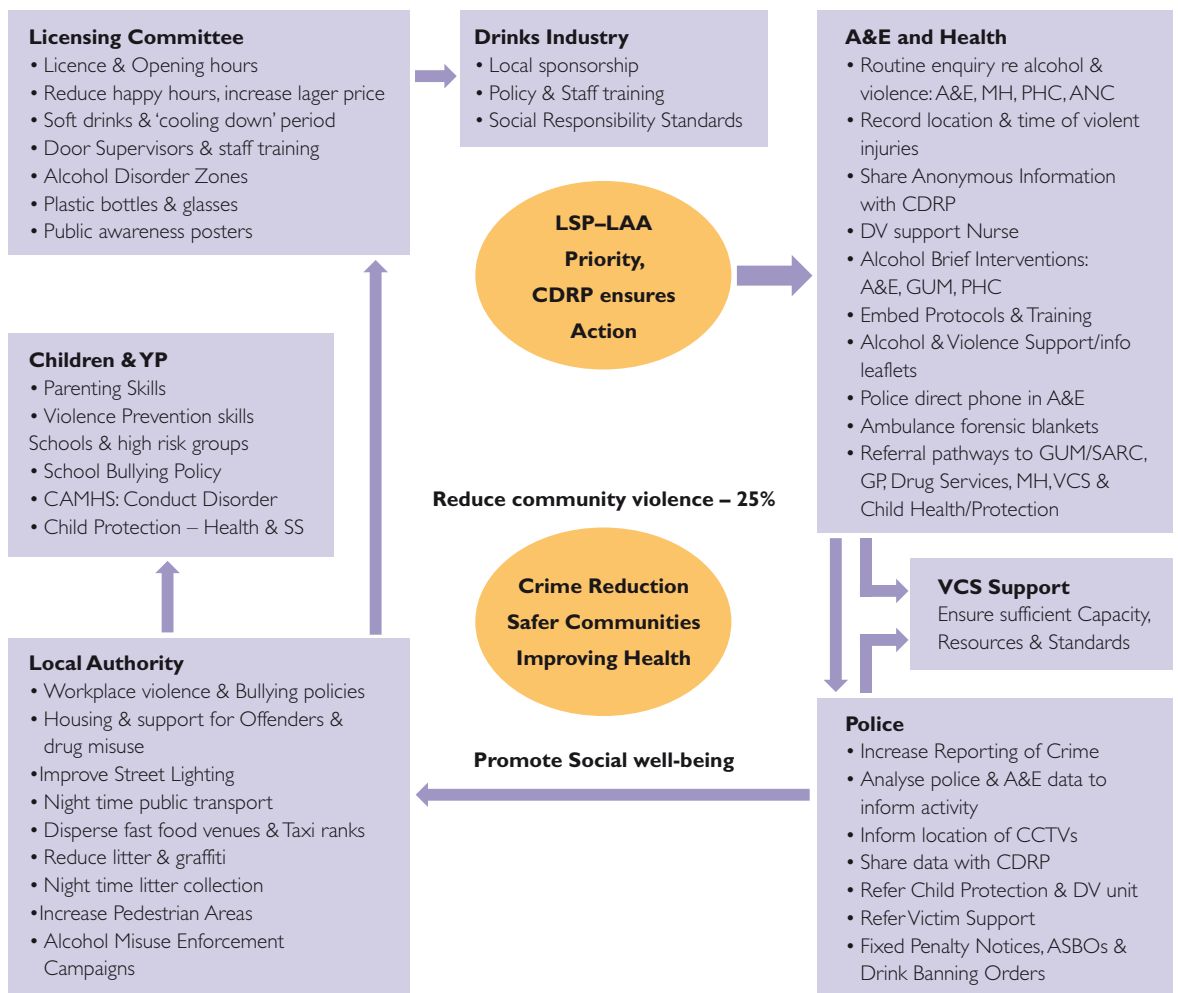 Licensing Committee
• Licence & Opening hours
• Reduce happy hours, increase lager price
• Soft drinks & ‘cooling down’ period
• Door Supervisors & staff training
• Alcohol Disorder Zones
• Plastic bottles & glasses
• Public awareness posters
Drinks Industry
• Local sponsorship
• Policy & Staff training
• Social Responsibility Standards
A&E and Health
• Routine enquiry re alcohol &
violence: A&E, MH, PHC, ANC
• Record location & time of violent
injuries
• Share Anonymous Information
with CDRP
• DV support Nurse
• Alcohol Brief Interventions:
A&E, GUM, PHC
• Embed Protocols & Training
• Alcohol & Violence Support/info
leaflets
• Police direct phone in A&E
• Ambulance forensic blankets
• Referral pathways to GUM/SARC,
GP, Drug Services, MH, VCS &
Child Health/Protection
LSP–LAA
Priority,
CDRP ensures
Action
Children & YP
• Parenting Skills
• Violence Prevention skills
Schools & high risk groups
• School Bullying Policy
• CAMHS: Conduct Disorder
• Child Protection – Health & SS
Reduce community violence – 25%
Crime Reduction
Safer Communities
Improving Health
VCS Support
Ensure sufficient Capacity,
Resources & Standards
Local Authority
• Workplace violence & Bullying policies
• Housing & support for Offenders &
drug misuse
•Improve Street Lighting
• Night time public transport
• Disperse fast food venues & Taxi ranks
• Reduce litter & graffiti
• Night time litter collection
•Increase Pedestrian Areas
• Alcohol Misuse Enforcement
Campaigns
Promote Social well-being
Police
• Increase Reporting of Crime
• Analyse police & A&E data to
inform activity
• Inform location of CCTVs
• Share data with CDRP
• Refer Child Protection & DV unit
• Refer Victim Support
• Fixed Penalty Notices, ASBOs &
Drink Banning Orders